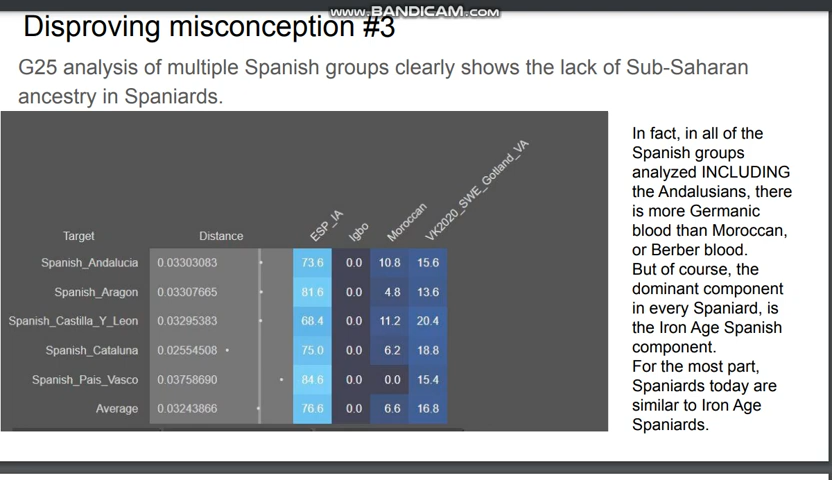 WWW.BANDICAM.COM
Disproving misconception #3
G25 analysis of multiple Spanish groups clearly shows the lack of Sub-Saharan
ancestry in Spaniards.
Target Distance ESP_IA Igbo Moroccan VK2020_SWE_Gotland_VA
Spanish_Andalucia 0.03303083 73.6 0.0 10.8 15.6
Spanish_Aragon 0.03307665 81.6 0.0 4.8 13.6
Spanish_Castilla_Y_Leon 0.03295383 68.4 0.0 11.2 20.4
Spanish_Cataluna 0.02554508 75.0 0.0 6.2 18.8
Spanish_Pais_Vasco 0.03758690 84.6 0.0 0.0 15.4
Average 0.03243866 76.6 0.0 6.6 16.8
In fact, in all of the
Spanish groups
analyzed INCLUDING
the Andalusians, there
is more Germanic
blood than Moroccan,
or Berber blood.
But of course, the
dominant component
in every Spaniard, is
the Iron Age Spanish
component.
For the most part,
Spaniards today are
similar to Iron Age
Spaniards.